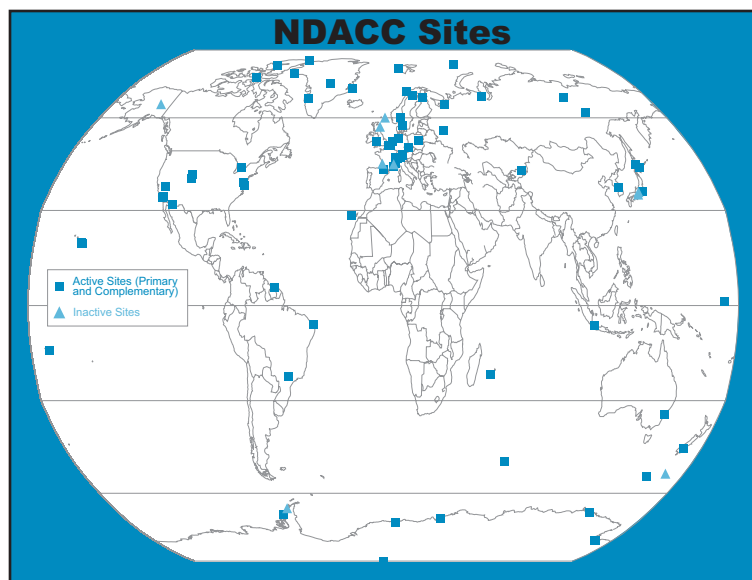 NDACC Sites
Active Sites (Primary
and Complementary)
Inactive Sites